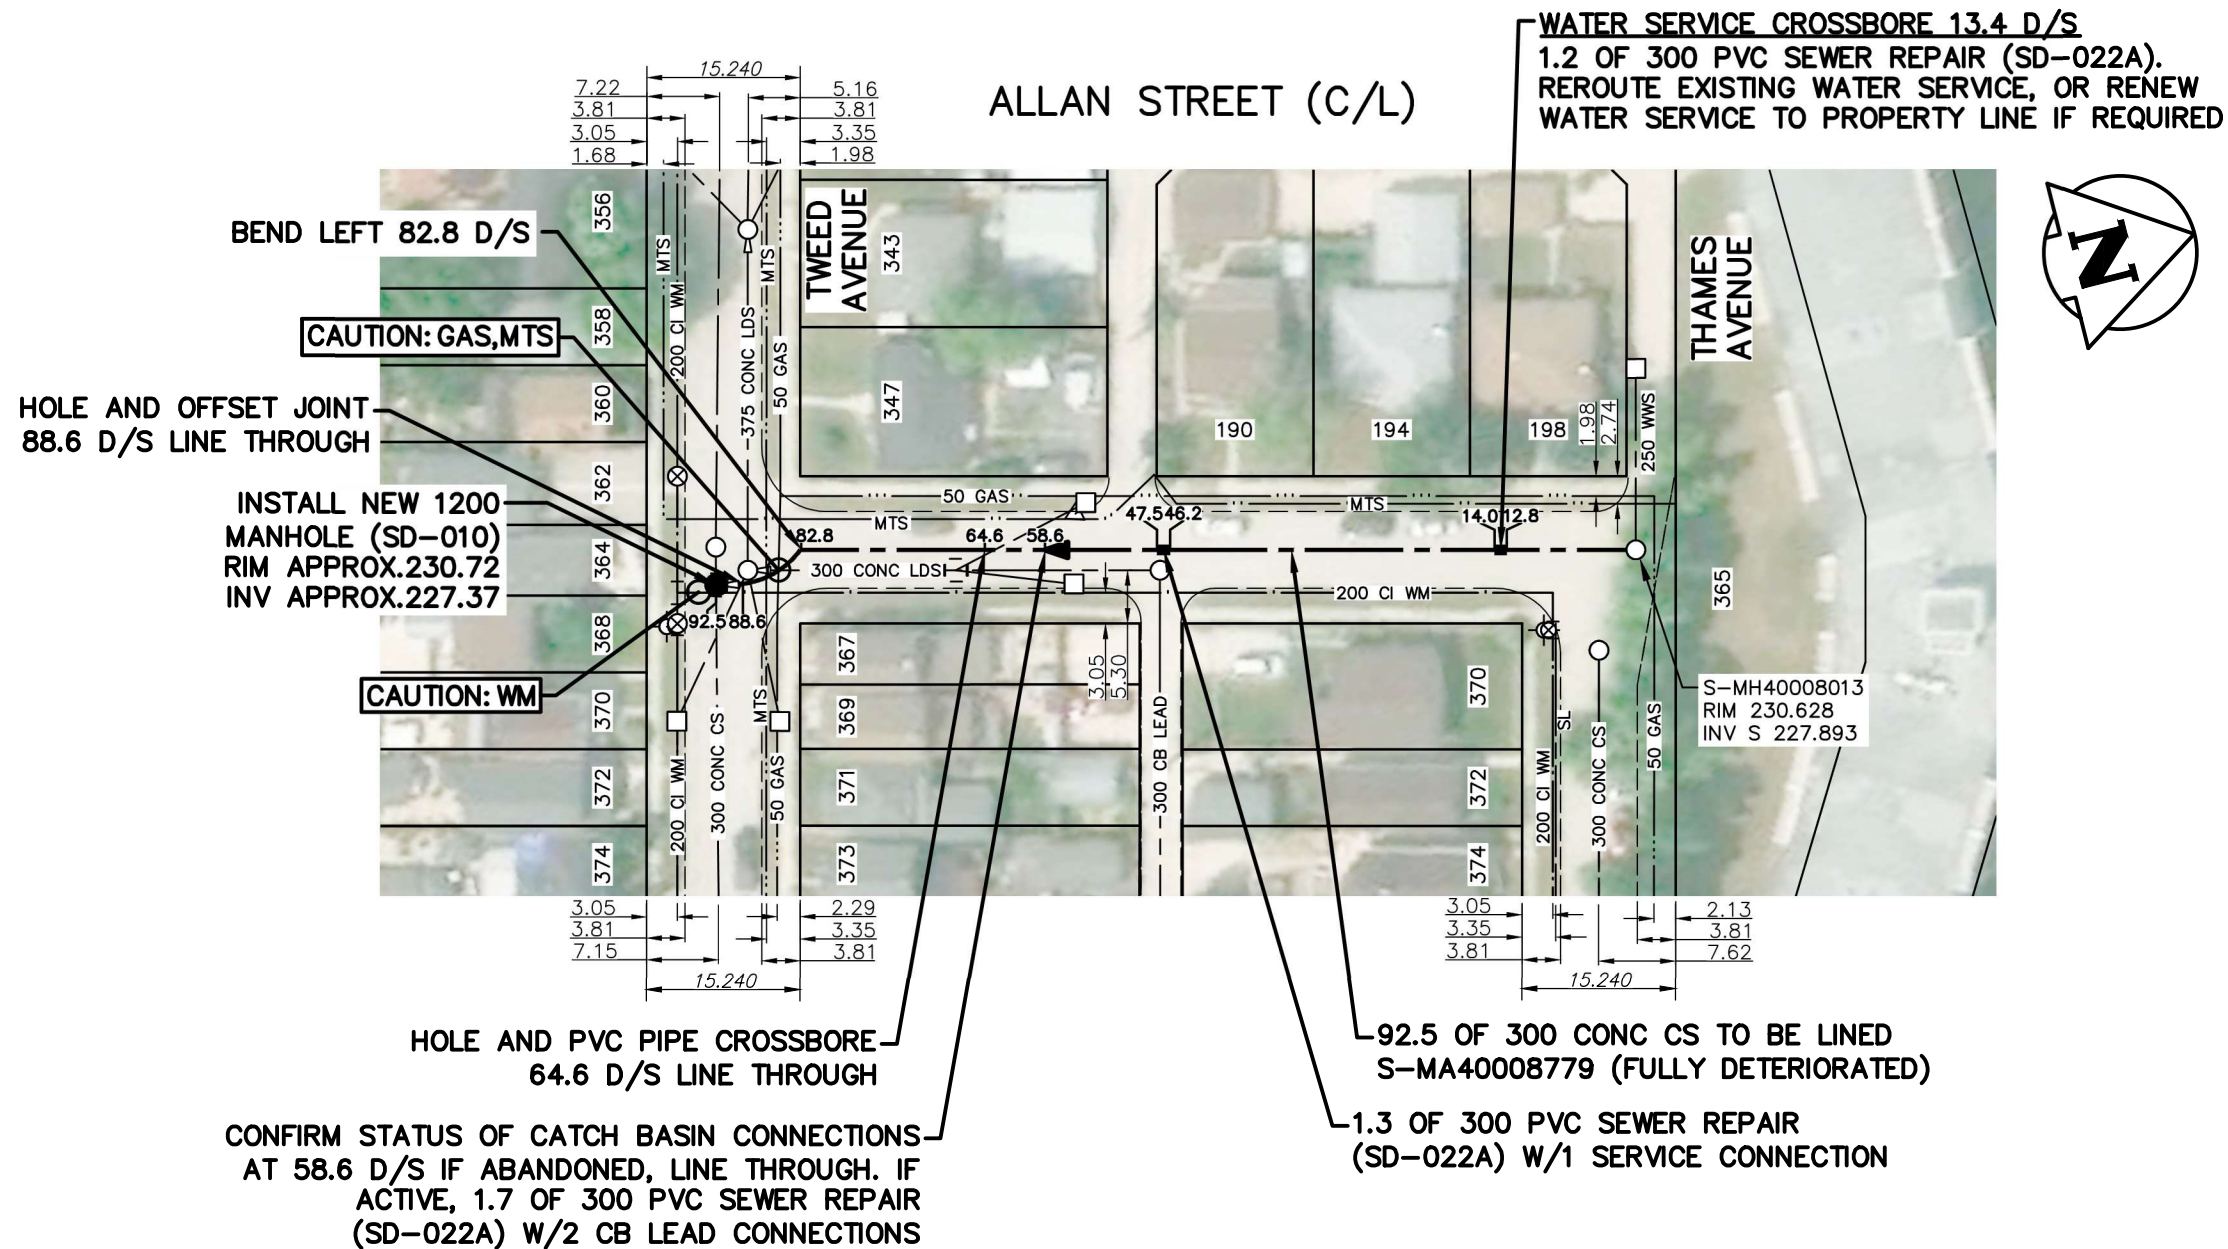 WATER SERVICE CROSSBORE 13.4 D/S
1.2 OF 300 PVC SEWER REPAIR (SD-022A).
REROUTE EXISTING WATER SERVICE, OR RENEW
WATER SERVICE TO PROPERTY LINE IF REQUIRED
ALLAN STREET (C/L)
15.240
7.22
5.16
3.81
3.81
3.05
3.35
1.68
1.98
BEND LEFT 82.8 D/S
CAUTION: GAS,MTS
HOLE AND OFFSET JOINT
88.6 D/S LINE THROUGH
INSTALL NEW 1200
MANHOLE (SD-010)
RIM APPROX.230.72
INV APPROX.227.37
CAUTION: WM
356
358
360
362
364
368
370
372
374
MTS
200 CI WM
375 CONC LDS
MTS
50 GAS
TWEED
AVENUE
343
347
190
194
198
1.98
2.74
250 WWS
THAMES
AVENUE
N
50 GAS
MTS
MTS
82.8
64.6
58.6
47.5
46.2
14.0
12.8
300 CONC LDS
200 CI WM
92.5
88.6
367
369
371
373
3.05
5.30
300 CB LEAD
370
372
374
365
S-MH40008013
RIM 230.628
INV S 227.893
200 CI WM
300 CONC CS
MTS
50 GAS
200 CI WM
SL
300 CONC CS
50 GAS
3.05
2.29
3.81
3.35
7.15
3.81
15.240
3.05
2.13
3.35
3.81
3.81
7.62
15.240
HOLE AND PVC PIPE CROSSBORE
64.6 D/S LINE THROUGH
92.5 OF 300 CONC CS TO BE LINED
S-MA40008779 (FULLY DETERIORATED)
CONFIRM STATUS OF CATCH BASIN CONNECTIONS
AT 58.6 D/S IF ABANDONED, LINE THROUGH. IF
ACTIVE, 1.7 OF 300 PVC SEWER REPAIR
(SD-022A) W/2 CB LEAD CONNECTIONS
1.3 OF 300 PVC SEWER REPAIR
(SD-022A) W/1 SERVICE CONNECTION